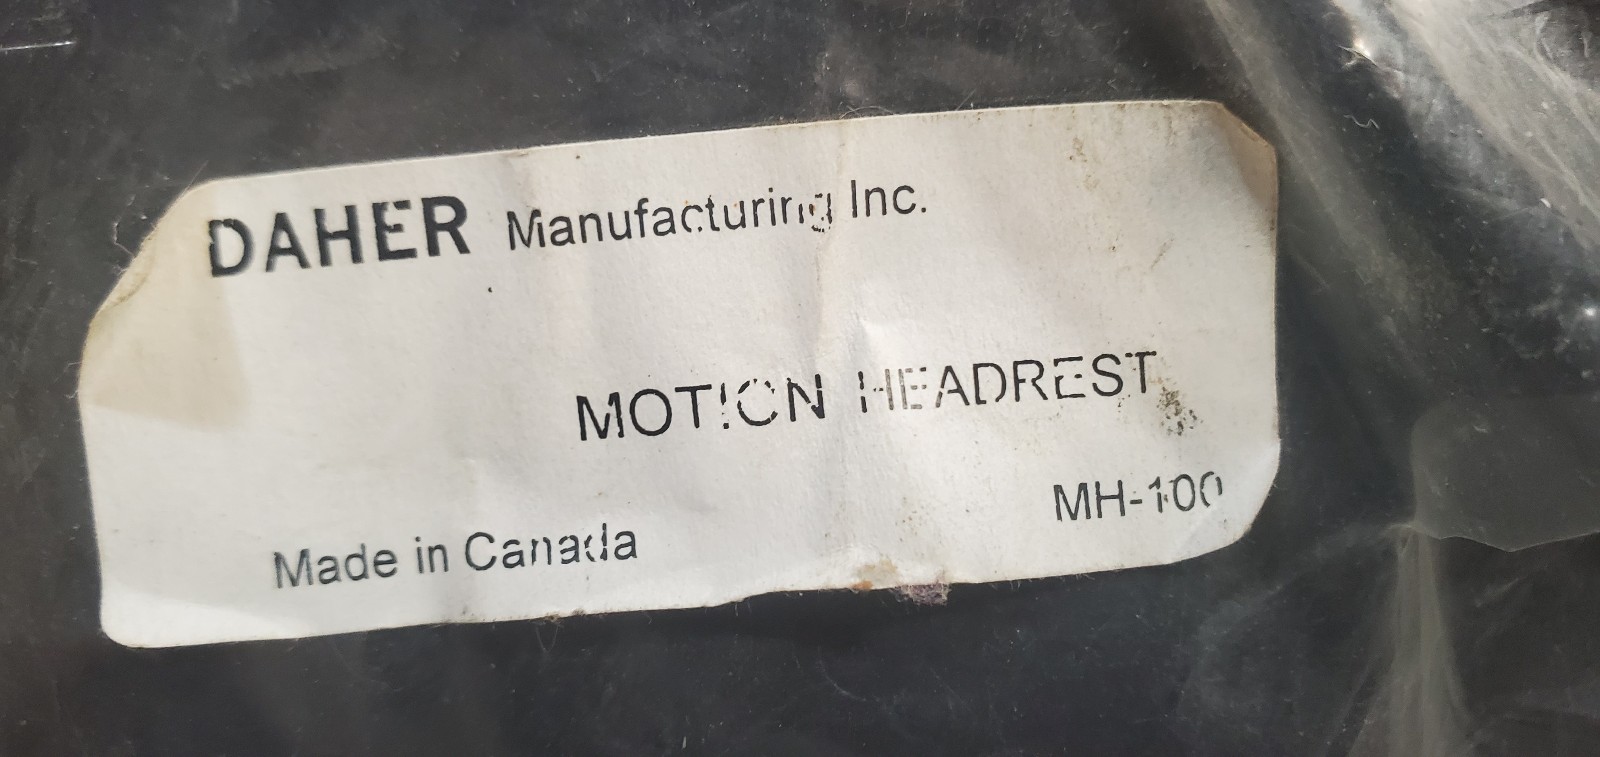 DAHER Manufacturing Inc.
MOTION HEADREST
MH-100
Made in Canada